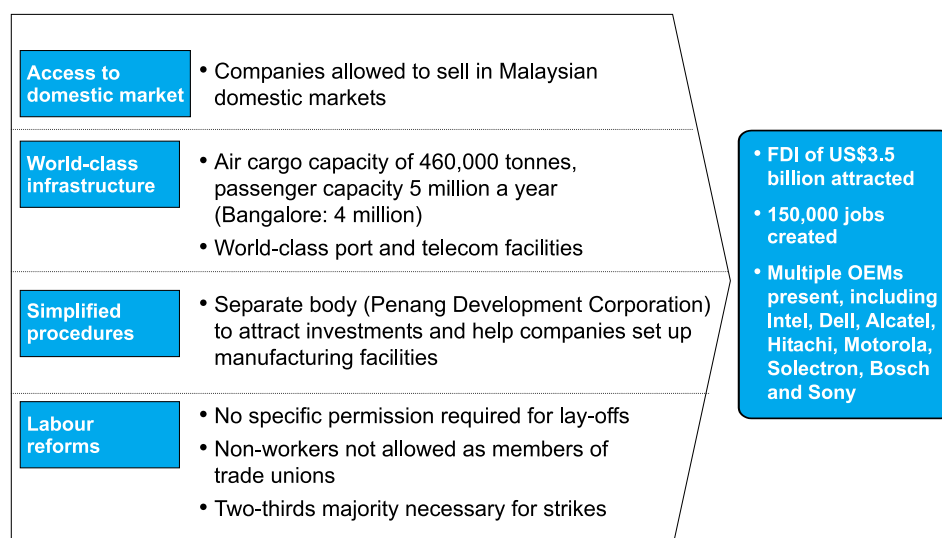 Access to
domestic market
• Companies allowed to sell in Malaysian
domestic markets
World-class
infrastructure
• Air cargo capacity of 460,000 tonnes,
passenger capacity 5 million a year
(Bangalore: 4 million)
• World-class port and telecom facilities
Simplified
procedures
• Separate body (Penang Development Corporation)
to attract investments and help companies set up
manufacturing facilities
Labour
reforms
• No specific permission required for lay-offs
• Non-workers not allowed as members of
trade unions
• Two-thirds majority necessary for strikes
• FDI of US$3.5
billion attracted
• 150,000 jobs
created
• Multiple OEMs
present, including
Intel, Dell, Alcatel,
Hitachi, Motorola,
Solectron, Bosch
and Sony